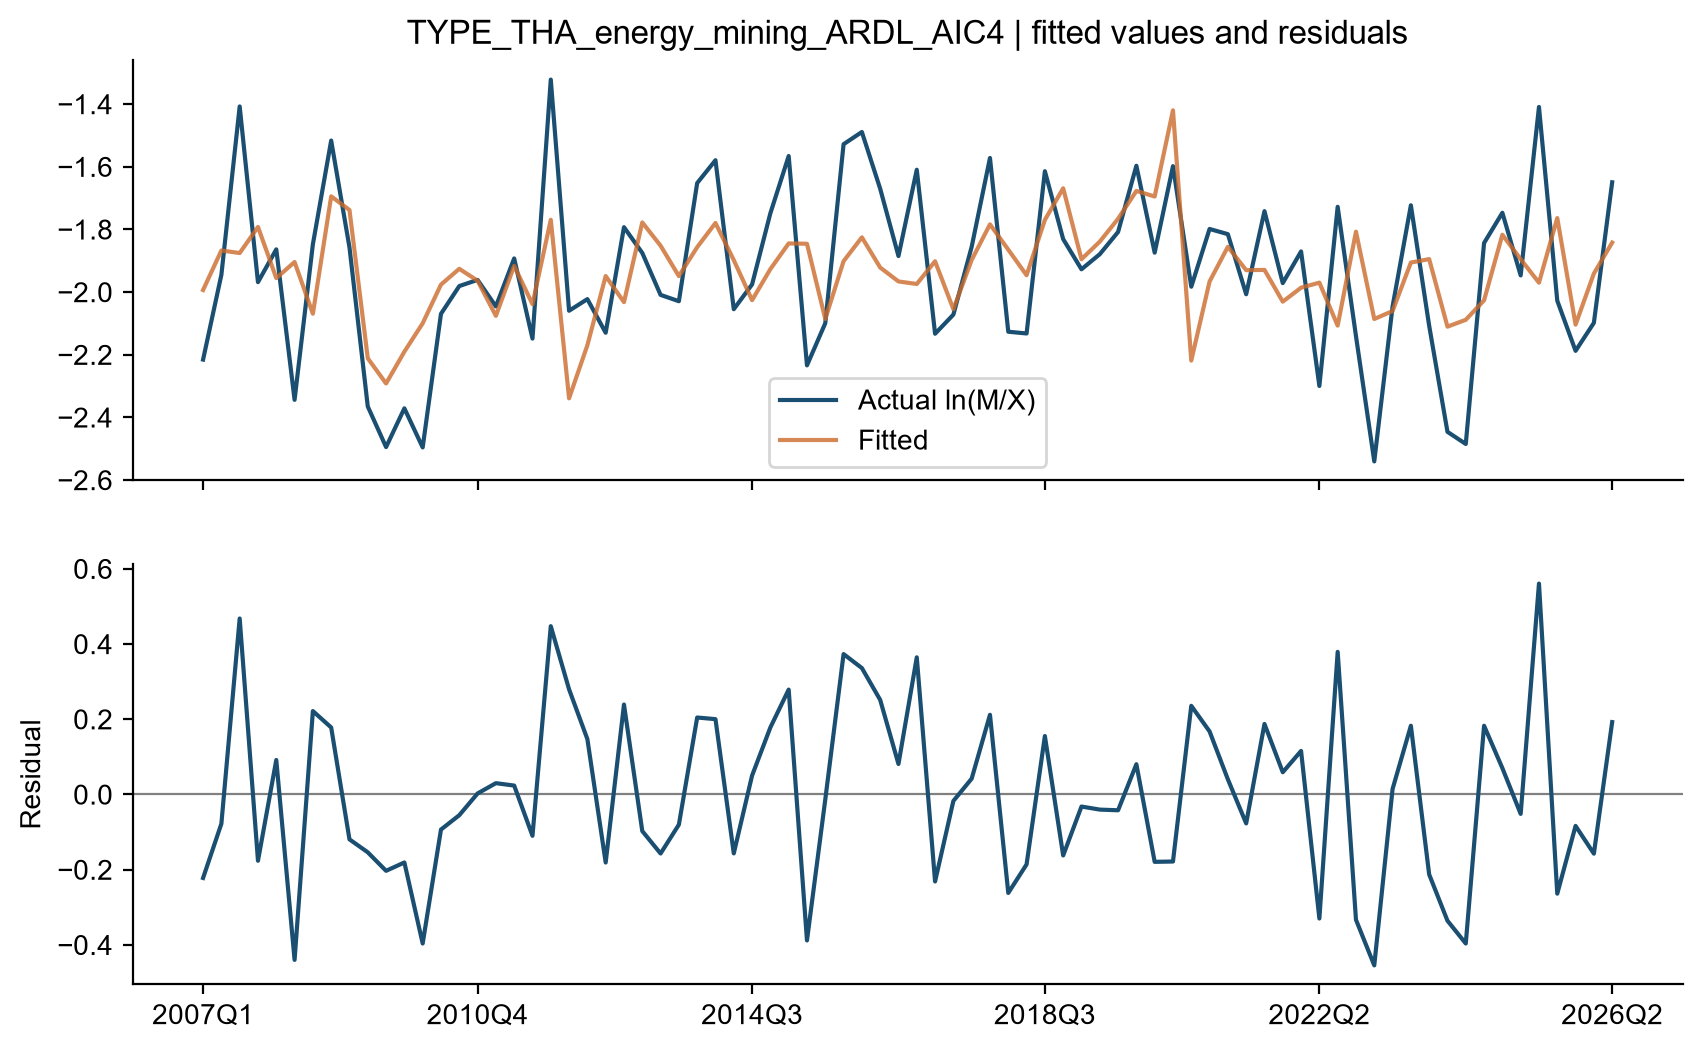 TYPE_THA_energy_mining_ARDL_AIC4 | fitted values and residuals
−1.4
−1.6
−1.8
−2.0
−2.2
−2.4
−2.6
Actual ln(M/X)
Fitted
0.6
0.4
0.2
0.0
−0.2
−0.4
Residual
2007Q1 2010Q4 2014Q3 2018Q3 2022Q2 2026Q2